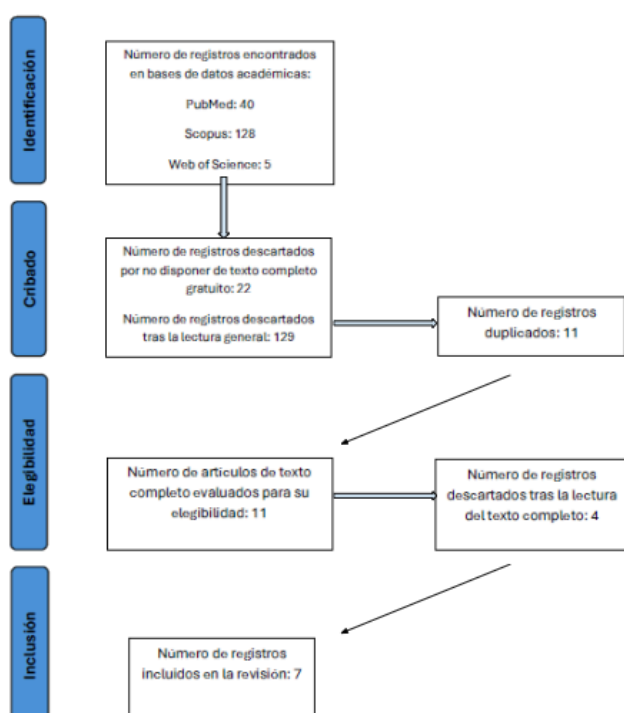 Identificación
Número de registros encontrados
en bases de datos académicas:
PubMed: 40
Scopus: 128
Web of Science: 5
Cribado
Número de registros descartados
por no disponer de texto completo
gratuito: 22
Número de registros descartados
tras la lectura general: 129
Número de registros
duplicados: 11
Elegibilidad
Número de artículos de texto
completo evaluados para su
elegibilidad: 11
Número de registros
descartados tras la lectura
del texto completo: 4
Inclusión
Número de registros
incluidos en la revisión: 7